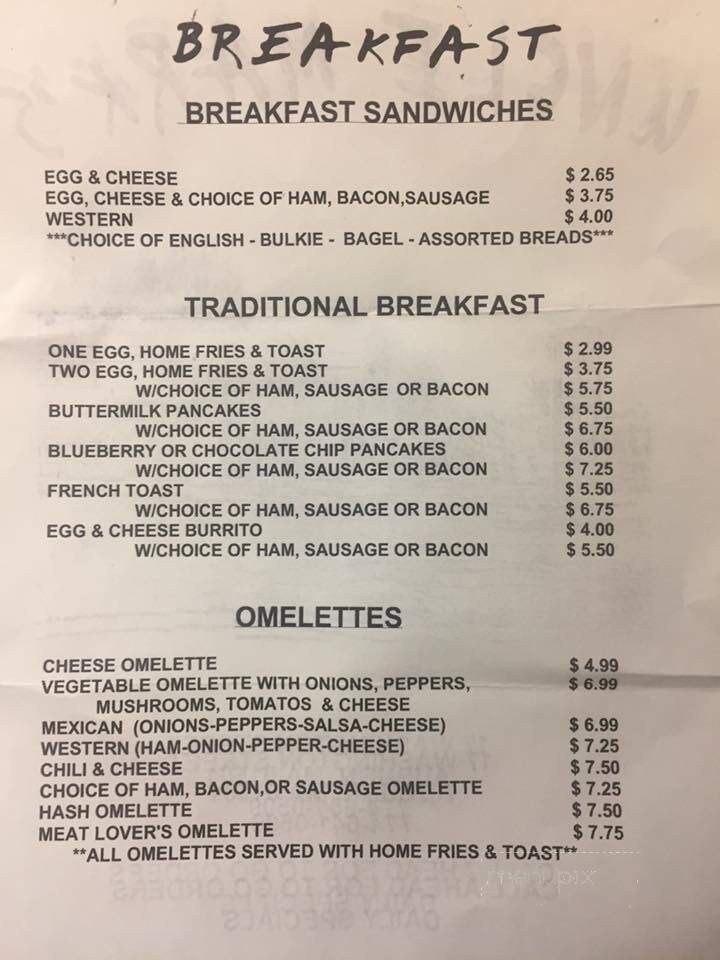 BREAKFAST
BREAKFAST SANDWICHES
EGG & CHEESE $ 2.65
EGG, CHEESE & CHOICE OF HAM, BACON,SAUSAGE $ 3.75
WESTERN $ 4.00
***CHOICE OF ENGLISH - BULKIE - BAGEL - ASSORTED BREADS***
TRADITIONAL BREAKFAST
ONE EGG, HOME FRIES & TOAST $ 2.99
TWO EGG, HOME FRIES & TOAST $ 3.75
W/CHOICE OF HAM, SAUSAGE OR BACON $ 5.75
BUTTERMILK PANCAKES $ 5.50
W/CHOICE OF HAM, SAUSAGE OR BACON $ 6.75
BLUEBERRY OR CHOCOLATE CHIP PANCAKES $ 6.00
W/CHOICE OF HAM, SAUSAGE OR BACON $ 7.25
FRENCH TOAST $ 5.50
W/CHOICE OF HAM, SAUSAGE OR BACON $ 6.75
EGG & CHEESE BURRITO $ 4.00
W/CHOICE OF HAM, SAUSAGE OR BACON $ 5.50
OMELETTES
CHEESE OMELETTE $ 4.99
VEGETABLE OMELETTE WITH ONIONS, PEPPERS, $ 6.99
MUSHROOMS, TOMATOS & CHEESE
MEXICAN (ONIONS-PEPPERS-SALSA-CHEESE) $ 6.99
WESTERN (HAM-ONION-PEPPER-CHEESE) $ 7.25
CHILI & CHEESE $ 7.50
CHOICE OF HAM, BACON,OR SAUSAGE OMELETTE $ 7.25
HASH OMELETTE $ 7.50
MEAT LOVER'S OMELETTE $ 7.75
**ALL OMELETTES SERVED WITH HOME FRIES & TOAST**
menupix
DAILY SPECIALS